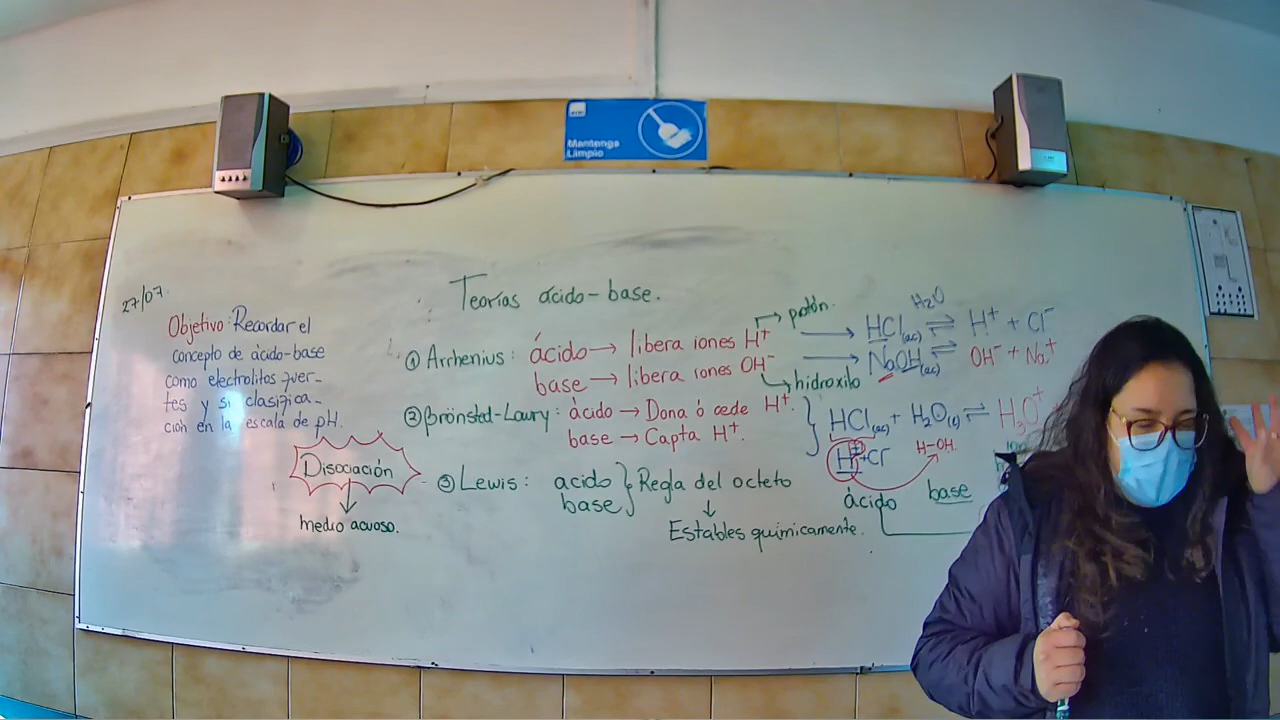 Mantenga
Limpio
27/07.
Teorías ácido-base.
Objetivo: Recordar el
concepto de ácido-base
como electrolitos fuer-
tes y su clasifica-
ción en la escala de pH.
Disociación
↓
medio acuoso.
① Arrhenius: ácido → libera iones H⁺ → protón.
base → libera iones OH⁻ → hidroxilo
→ HCl(ac) ⇌ H⁺ + Cl⁻
H₂O
→ NaOH(ac) ⇌ OH⁻ + Na⁺
② Brönsted-Laury: ácido → Dona ó cede H⁺.
base → Capta H⁺.
HCl(ac) + H₂O(l) ⇌ H₃O⁺
H⁺ Cl⁻
H-OH.
ácido base
③ Lewis: acido
base } Regla del octeto
↓
Estables químicamente.